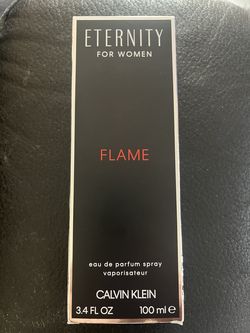 ETERNITY
FOR WOMEN
FLAME
eau de parfum spray
vaporisateur
CALVIN KLEIN
3.4 FL OZ 100 ml e